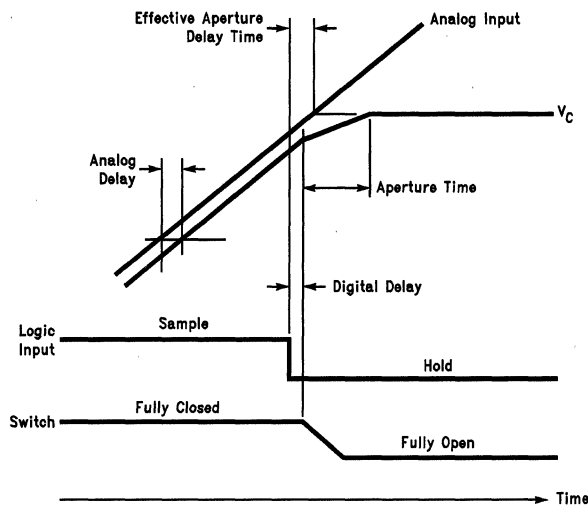 Effective Aperture
Delay Time
Analog Input
V_C
Analog
Delay
Aperture Time
Digital Delay
Logic
Input
Sample
Hold
Switch
Fully Closed
Fully Open
Time